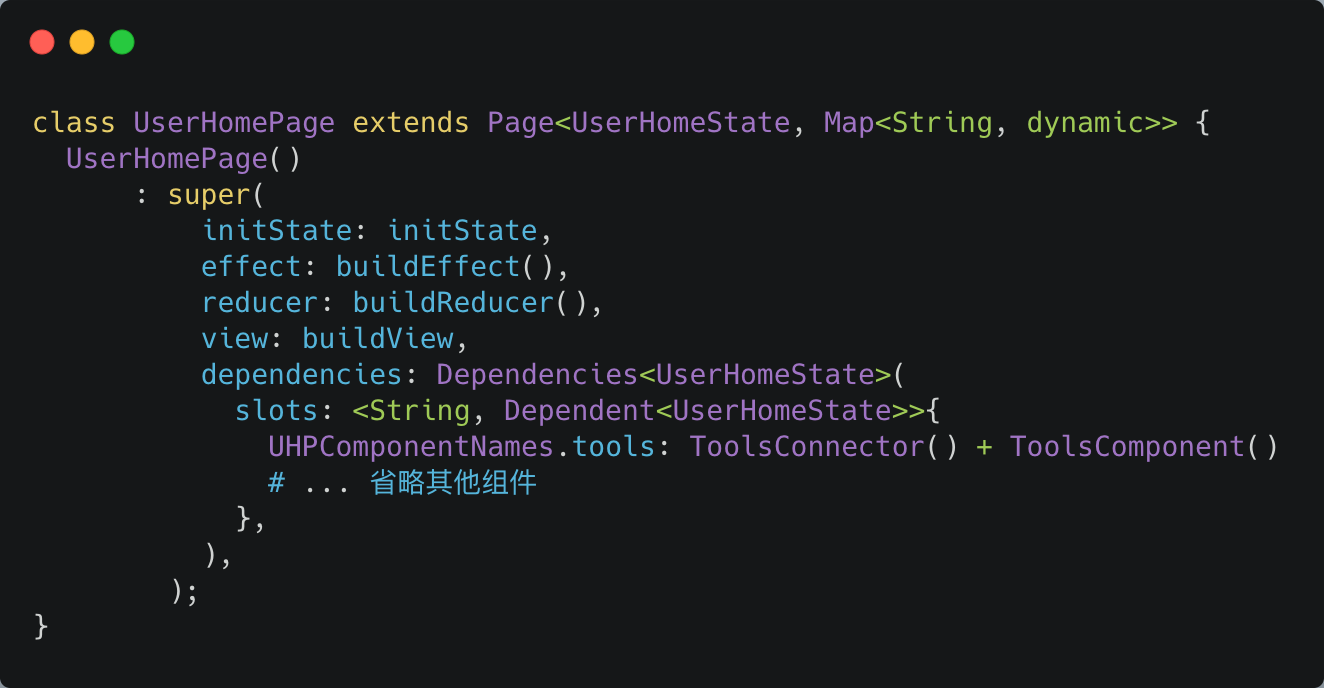 class UserHomePage extends Page<UserHomeState, Map<String, dynamic>> {
  UserHomePage()
      : super(
          initState: initState,
          effect: buildEffect(),
          reducer: buildReducer(),
          view: buildView,
          dependencies: Dependencies<UserHomeState>(
            slots: <String, Dependent<UserHomeState>>{
              UHPComponentNames.tools: ToolsConnector() + ToolsComponent()
              # ... 省略其他组件
            },
          ),
        );
}